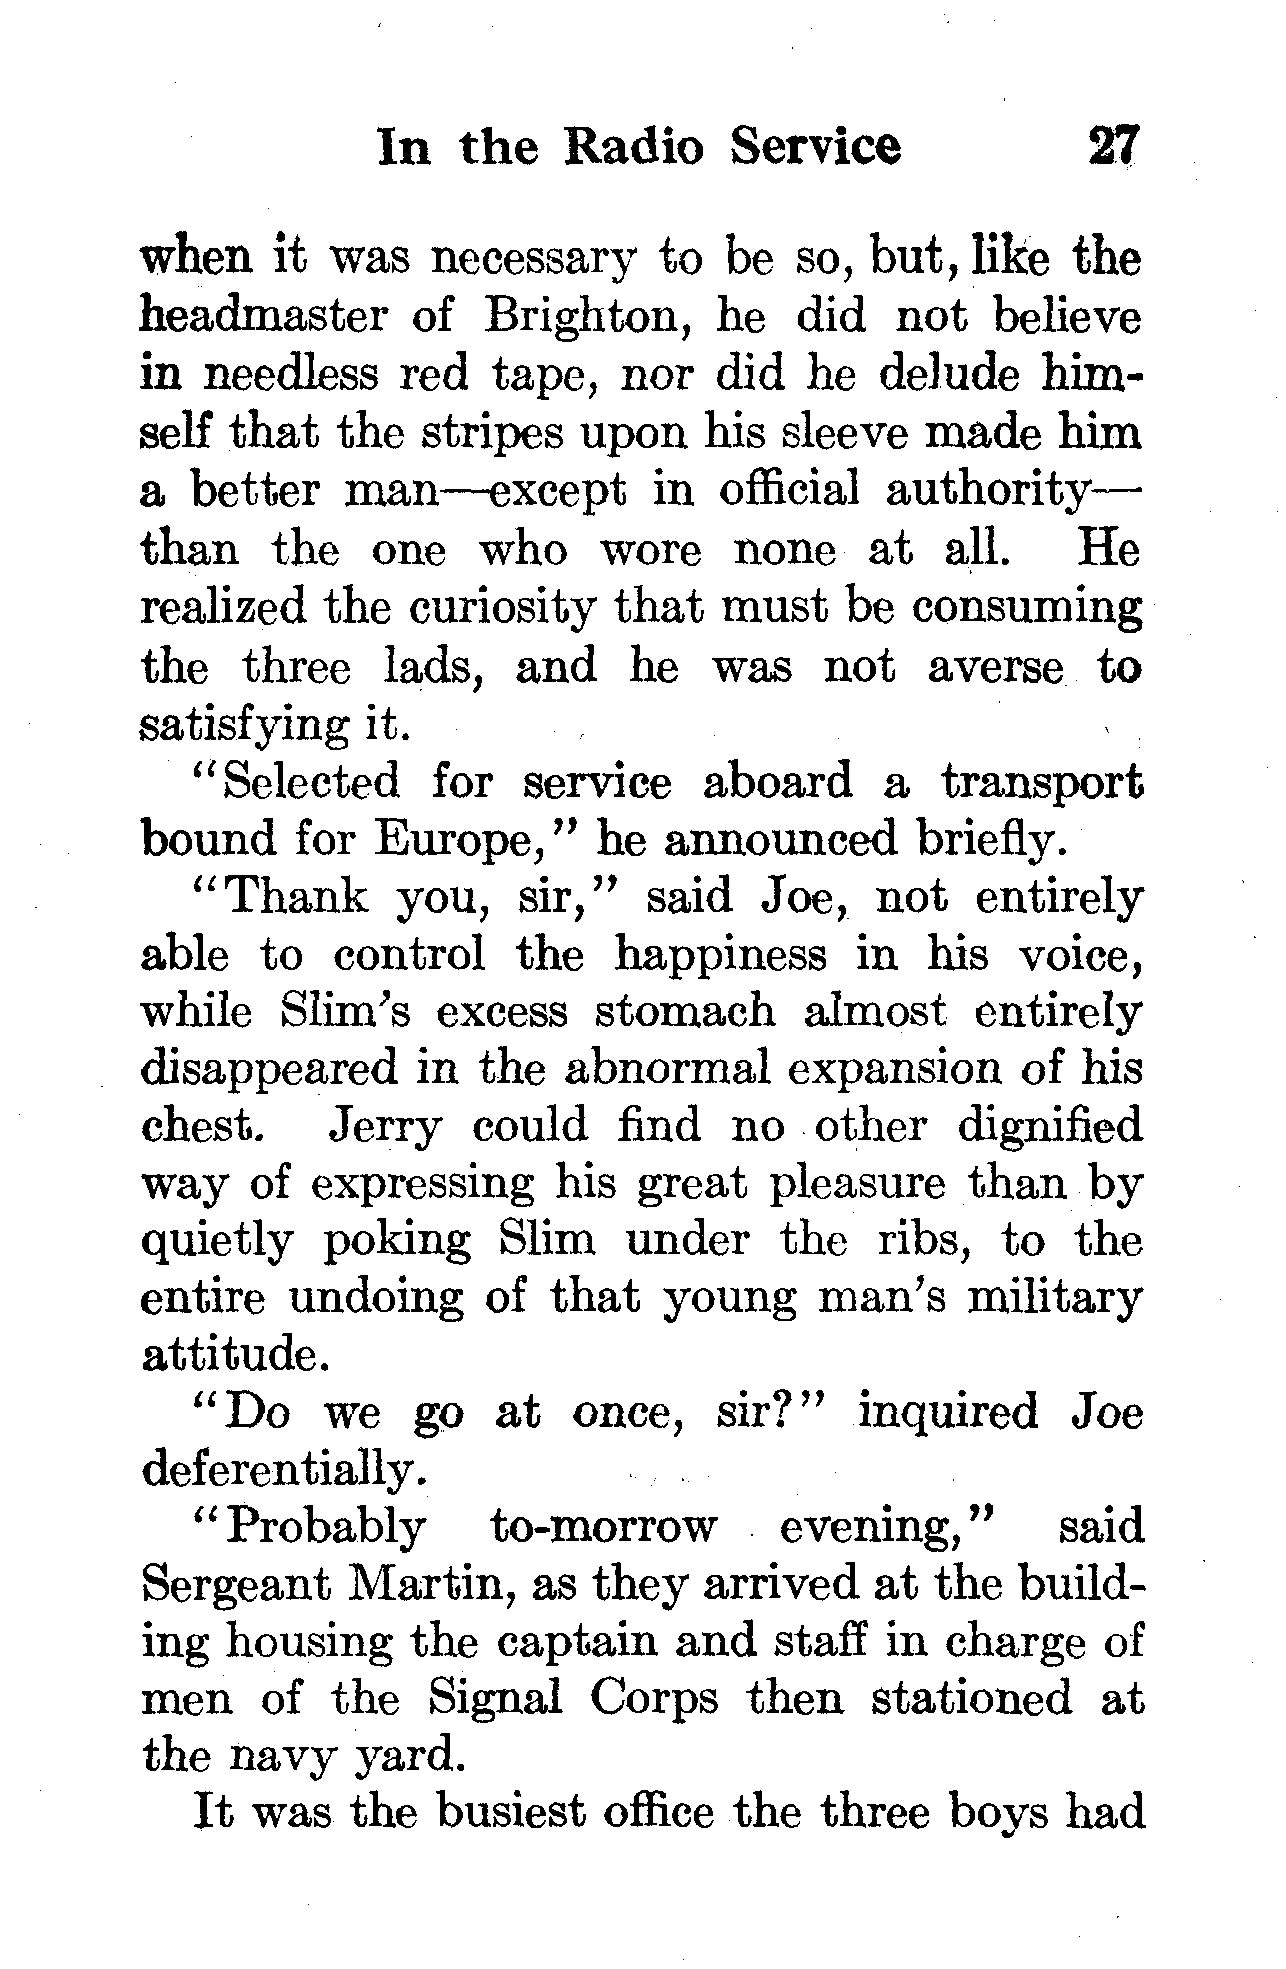 In the Radio Service 27
when it was necessary to be so, but, like the
headmaster of Brighton, he did not believe
in needless red tape, nor did he delude him-
self that the stripes upon his sleeve made him
a better man—except in official authority—
than the one who wore none at all. He
realized the curiosity that must be consuming
the three lads, and he was not averse to
satisfying it.
"Selected for service aboard a transport
bound for Europe," he announced briefly.
"Thank you, sir," said Joe, not entirely
able to control the happiness in his voice,
while Slim's excess stomach almost entirely
disappeared in the abnormal expansion of his
chest. Jerry could find no other dignified
way of expressing his great pleasure than by
quietly poking Slim under the ribs, to the
entire undoing of that young man's military
attitude.
"Do we go at once, sir?" inquired Joe
deferentially.
"Probably to-morrow evening," said
Sergeant Martin, as they arrived at the build-
ing housing the captain and staff in charge of
men of the Signal Corps then stationed at
the navy yard.
It was the busiest office the three boys had